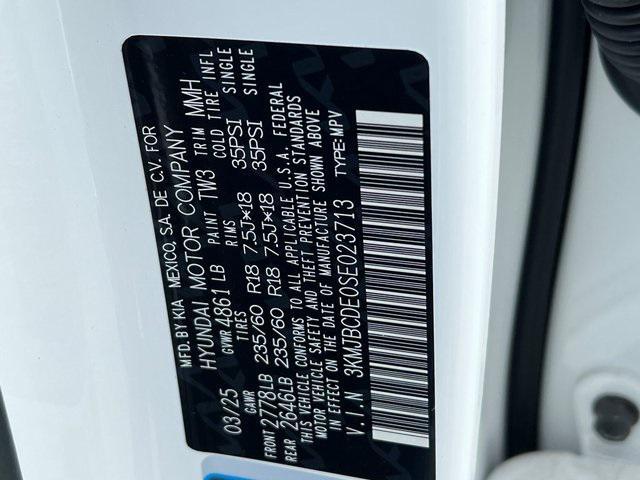 MFD. BY KIA MEXICO, S.A. DE C.V. FOR
HYUNDAI MOTOR COMPANY
03/25 GVWR 4861 LB PAINT TW3 TRIM MMH
GAWR TIRES RIMS COLD TIRE INFL
FRONT 2778LB 235/60 R18 7.5J*18 35PSI SINGLE
REAR 2646LB 235/60 R18 7.5J*18 35PSI SINGLE
THIS VEHICLE CONFORMS TO ALL APPLICABLE U.S.A. FEDERAL
MOTOR VEHICLE SAFETY AND THEFT PREVENTION STANDARDS
IN EFFECT ON THE DATE OF MANUFACTURE SHOWN ABOVE
V.I.N 3KMJBCDE0SE023713 TYPE:MPV